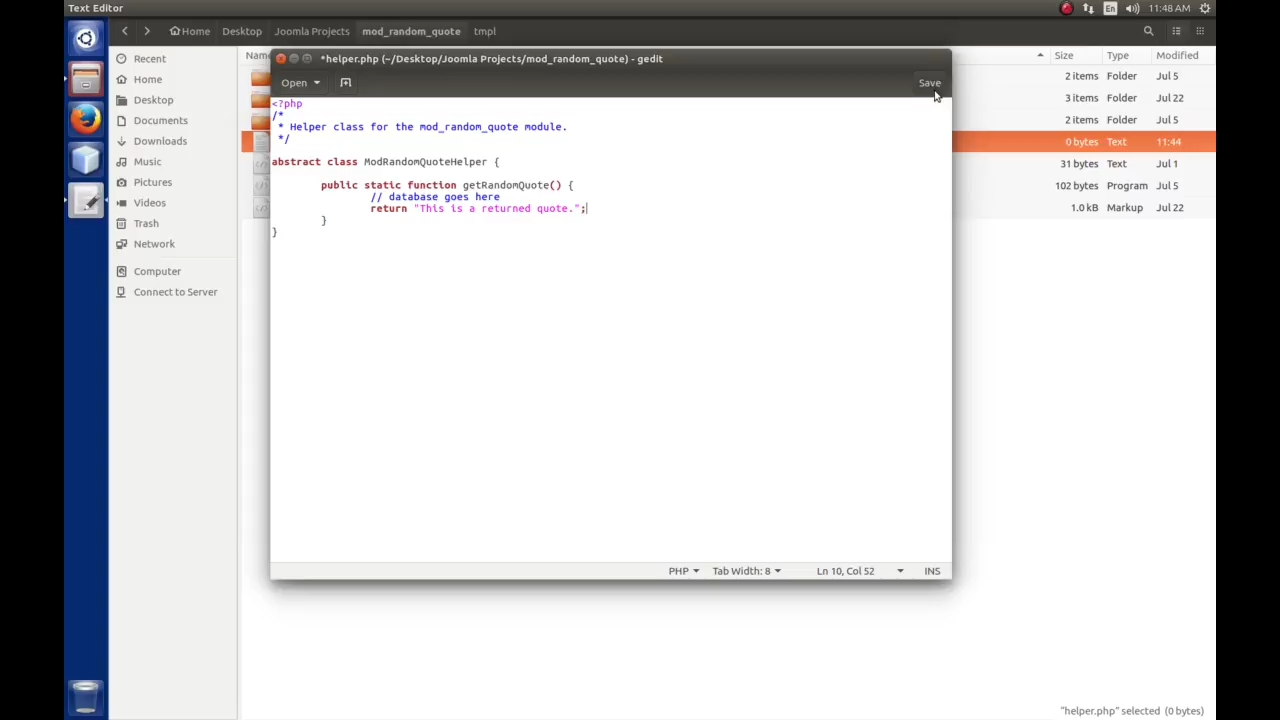 Text Editor
En
11:48 AM
Home
Desktop
Joomla Projects
mod_random_quote
tmpl
Recent
Home
Desktop
Documents
Downloads
Music
Pictures
Videos
Trash
Network
Computer
Connect to Server
Size
Type
Modified
2 items
Folder
Jul 5
3 items
Folder
Jul 22
2 items
Folder
Jul 5
0 bytes
Text
11:44
31 bytes
Text
Jul 1
102 bytes
Program
Jul 5
1.0 kB
Markup
Jul 22
*helper.php (~/Desktop/Joomla Projects/mod_random_quote) - gedit
Open
Save
<?php
/*
 * Helper class for the mod_random_quote module.
 */
abstract class ModRandomQuoteHelper {
public static function getRandomQuote() {
// database goes here
return "This is a returned quote.";
}
}
PHP
Tab Width: 8
Ln 10, Col 52
INS
"helper.php" selected (0 bytes)